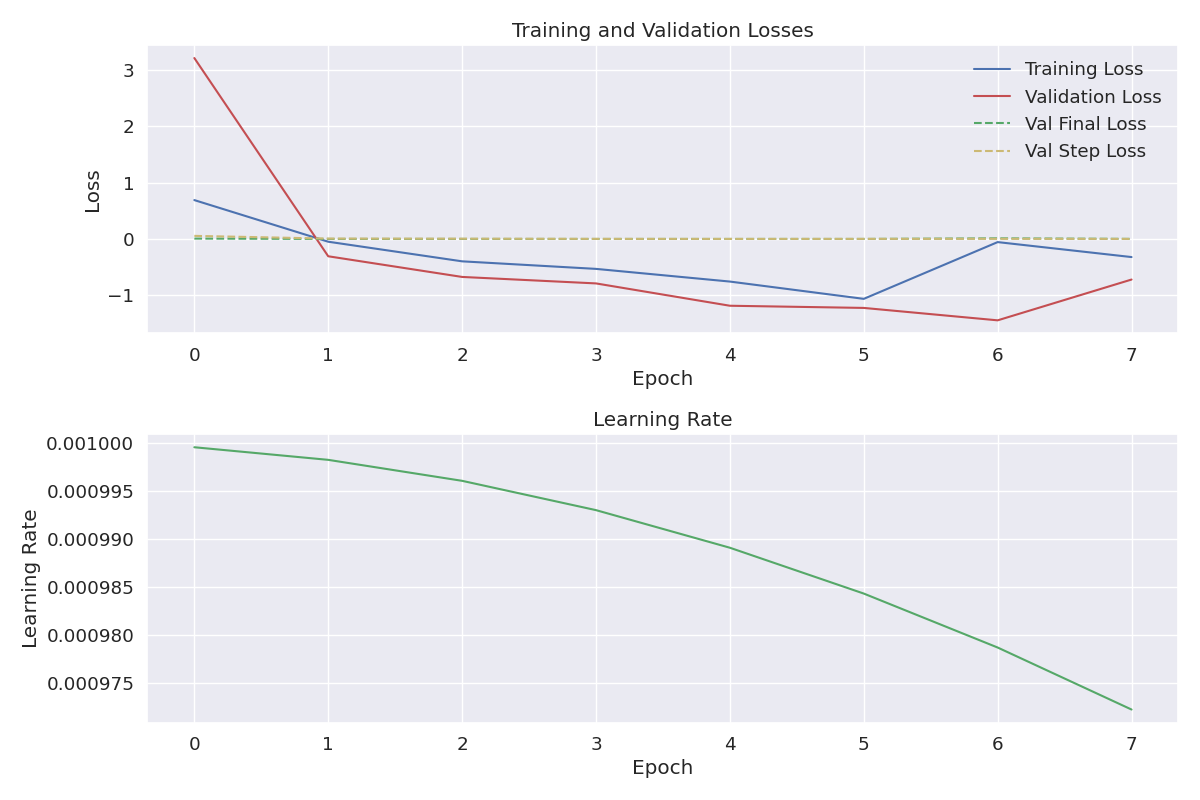 Training and Validation Losses
Training Loss
Validation Loss
Val Final Loss
Val Step Loss
Loss
3
2
1
0
−1
0 1 2 3 4 5 6 7
Epoch
Learning Rate
Learning Rate
0.001000
0.000995
0.000990
0.000985
0.000980
0.000975
0 1 2 3 4 5 6 7
Epoch